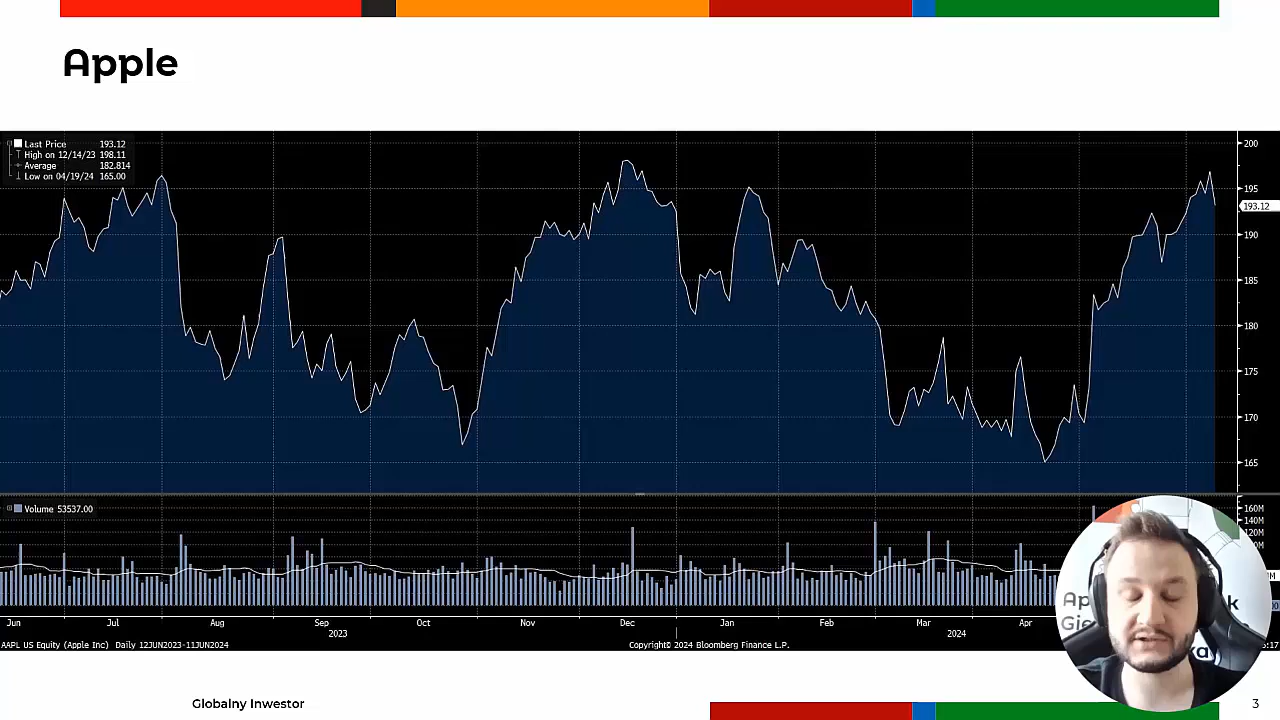 Apple
Last Price 193.12
High on 12/14/23 198.11
Average 182.814
Low on 04/19/24 165.00
200
195
193.12
190
185
180
175
170
165
Volume 53537.00
160M
140M
120M
Jun Jul Aug Sep Oct Nov Dec Jan Feb Mar Apr
2023 2024
AAPL US Equity (Apple Inc) Daily 12JUN2023-11JUN2024 Copyright© 2024 Bloomberg Finance L.P.
Globalny Inwestor
3